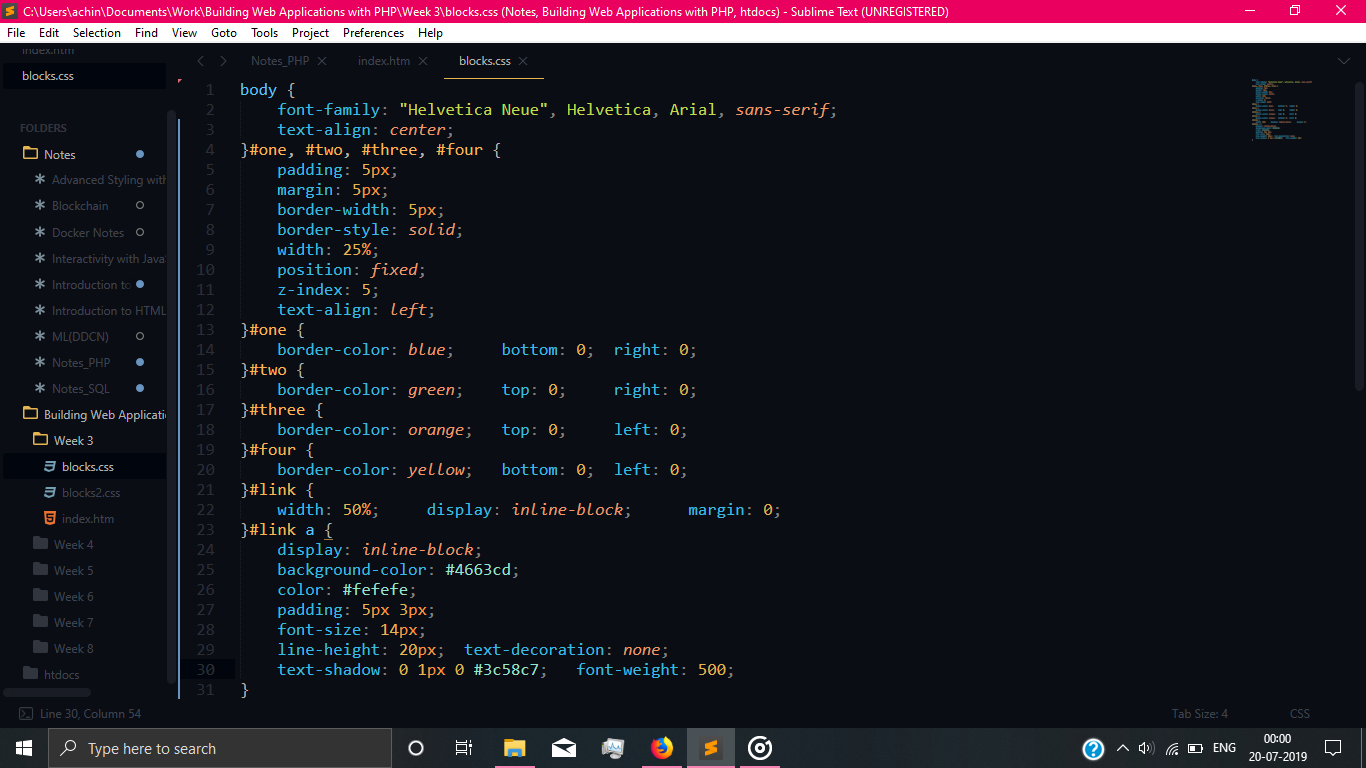 C:\Users\achin\Documents\Work\Building Web Applications with PHP\Week 3\blocks.css (Notes, Building Web Applications with PHP, htdocs) - Sublime Text (UNREGISTERED)
File Edit Selection Find View Goto Tools Project Preferences Help
index.htm
blocks.css
FOLDERS
Notes
Advanced Styling with
Blockchain
Docker Notes
Interactivity with Java
Introduction to
Introduction to HTML
ML(DDCN)
Notes_PHP
Notes_SQL
Building Web Applicati
Week 3
blocks.css
blocks2.css
index.htm
Week 4
Week 5
Week 6
Week 7
Week 8
htdocs
Notes_PHP index.htm blocks.css
1 body {
2 font-family: "Helvetica Neue", Helvetica, Arial, sans-serif;
3 text-align: center;
4 }#one, #two, #three, #four {
5 padding: 5px;
6 margin: 5px;
7 border-width: 5px;
8 border-style: solid;
9 width: 25%;
10 position: fixed;
11 z-index: 5;
12 text-align: left;
13 }#one {
14 border-color: blue; bottom: 0; right: 0;
15 }#two {
16 border-color: green; top: 0; right: 0;
17 }#three {
18 border-color: orange; top: 0; left: 0;
19 }#four {
20 border-color: yellow; bottom: 0; left: 0;
21 }#link {
22 width: 50%; display: inline-block; margin: 0;
23 }#link a {
24 display: inline-block;
25 background-color: #4663cd;
26 color: #fefefe;
27 padding: 5px 3px;
28 font-size: 14px;
29 line-height: 20px; text-decoration: none;
30 text-shadow: 0 1px 0 #3c58c7; font-weight: 500;
31 }
Line 30, Column 54 Tab Size: 4 CSS
Type here to search
ENG
00:00
20-07-2019